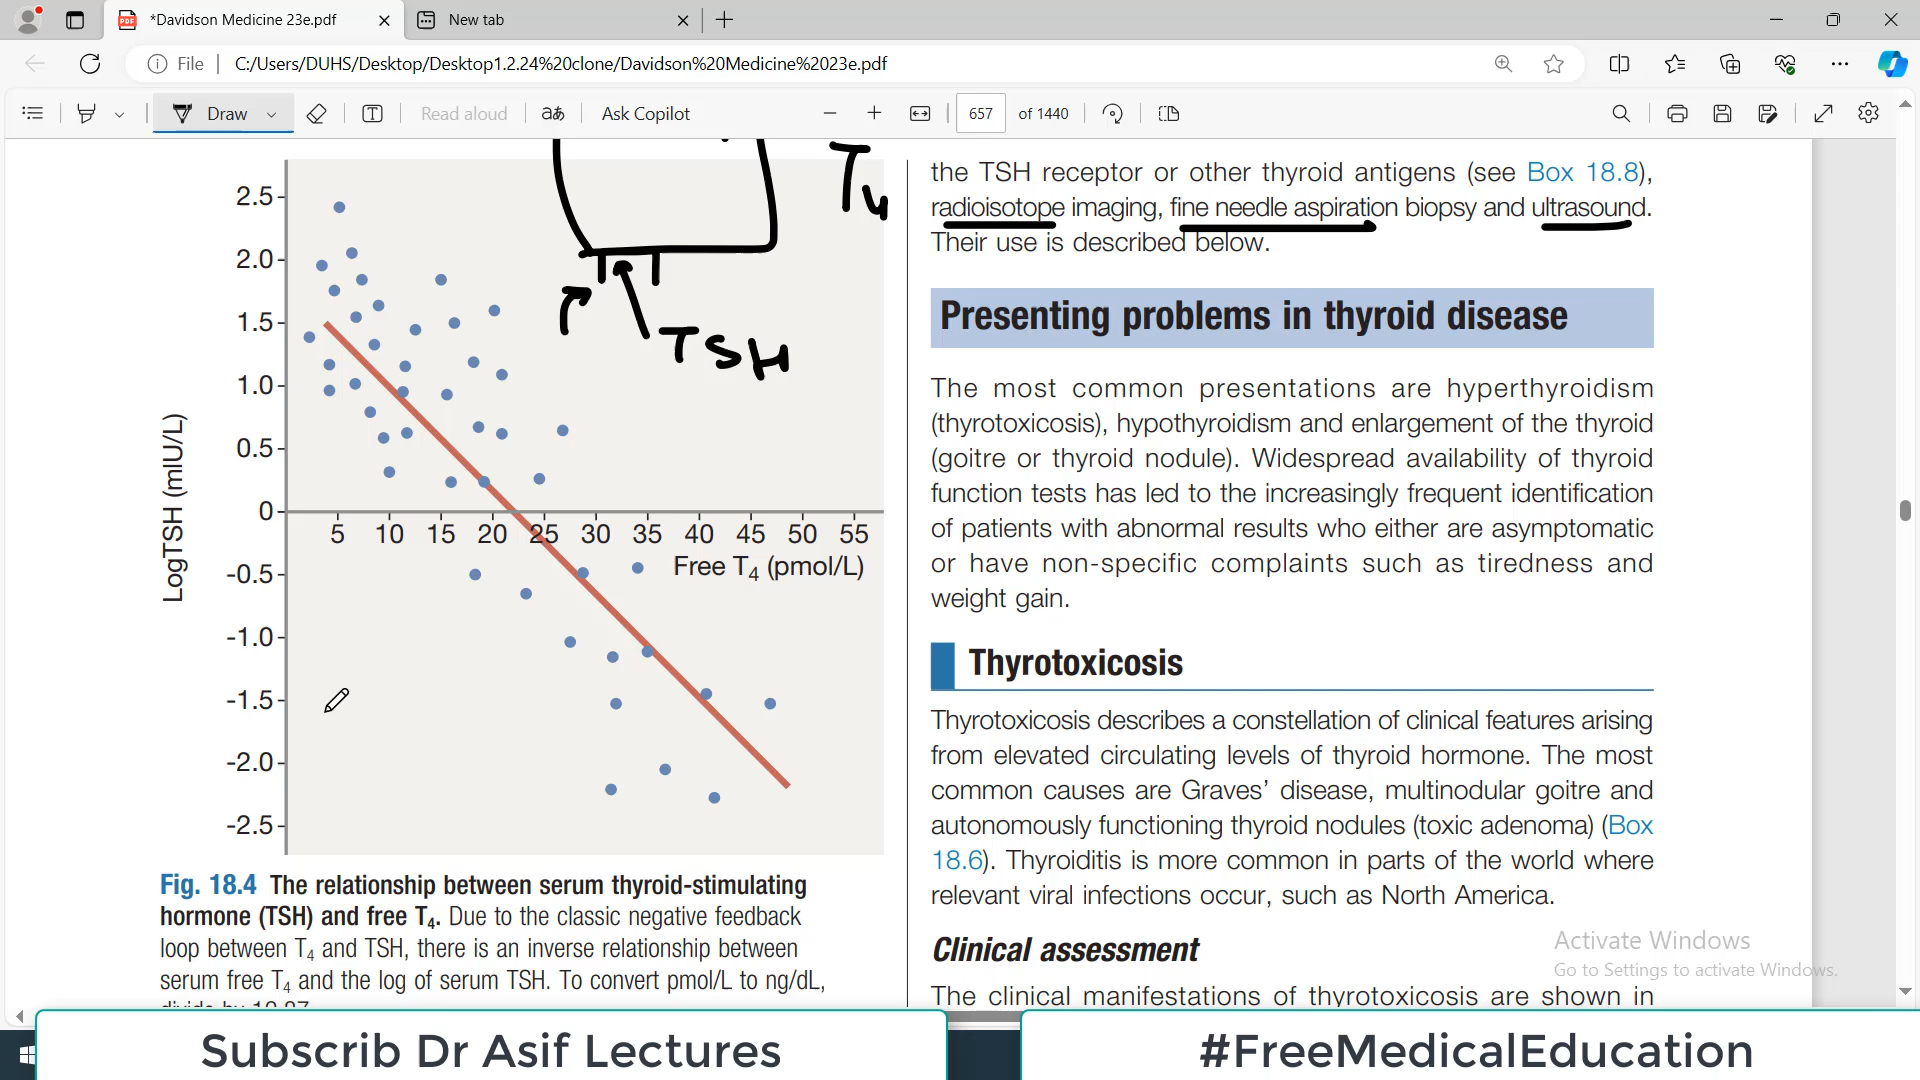 *Davidson Medicine 23e.pdf
New tab
File
C:/Users/DUHS/Desktop/Desktop1.2.24%20clone/Davidson%20Medicine%2023e.pdf
Draw
Read aloud
aあ
Ask Copilot
657
of 1440
T4
TSH
2.5
2.0
1.5
1.0
0.5
0
-0.5
-1.0
-1.5
-2.0
-2.5
LogTSH (mIU/L)
5 10 15 20 25 30 35 40 45 50 55
Free T4 (pmol/L)
Fig. 18.4 The relationship between serum thyroid-stimulating
hormone (TSH) and free T4. Due to the classic negative feedback
loop between T4 and TSH, there is an inverse relationship between
serum free T4 and the log of serum TSH. To convert pmol/L to ng/dL,
the TSH receptor or other thyroid antigens (see Box 18.8),
radioisotope imaging, fine needle aspiration biopsy and ultrasound.
Their use is described below.
Presenting problems in thyroid disease
The most common presentations are hyperthyroidism
(thyrotoxicosis), hypothyroidism and enlargement of the thyroid
(goitre or thyroid nodule). Widespread availability of thyroid
function tests has led to the increasingly frequent identification
of patients with abnormal results who either are asymptomatic
or have non-specific complaints such as tiredness and
weight gain.
Thyrotoxicosis
Thyrotoxicosis describes a constellation of clinical features arising
from elevated circulating levels of thyroid hormone. The most
common causes are Graves’ disease, multinodular goitre and
autonomously functioning thyroid nodules (toxic adenoma) (Box
18.6). Thyroiditis is more common in parts of the world where
relevant viral infections occur, such as North America.
Clinical assessment
The clinical manifestations of thyrotoxicosis are shown in
Activate Windows
Go to Settings to activate Windows.
Subscrib Dr Asif Lectures
#FreeMedicalEducation